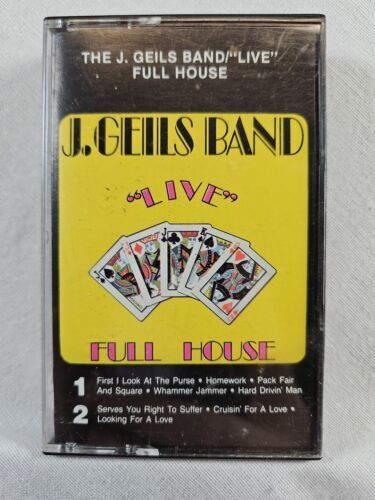 THE J. GEILS BAND/"LIVE"
FULL HOUSE
J. GEILS BAND
"LIVE"
FULL HOUSE
1 First I Look At The Purse • Homework • Pack Fair
And Square • Whammer Jammer • Hard Drivin' Man
2 Serves You Right To Suffer • Cruisin' For A Love •
Looking For A Love